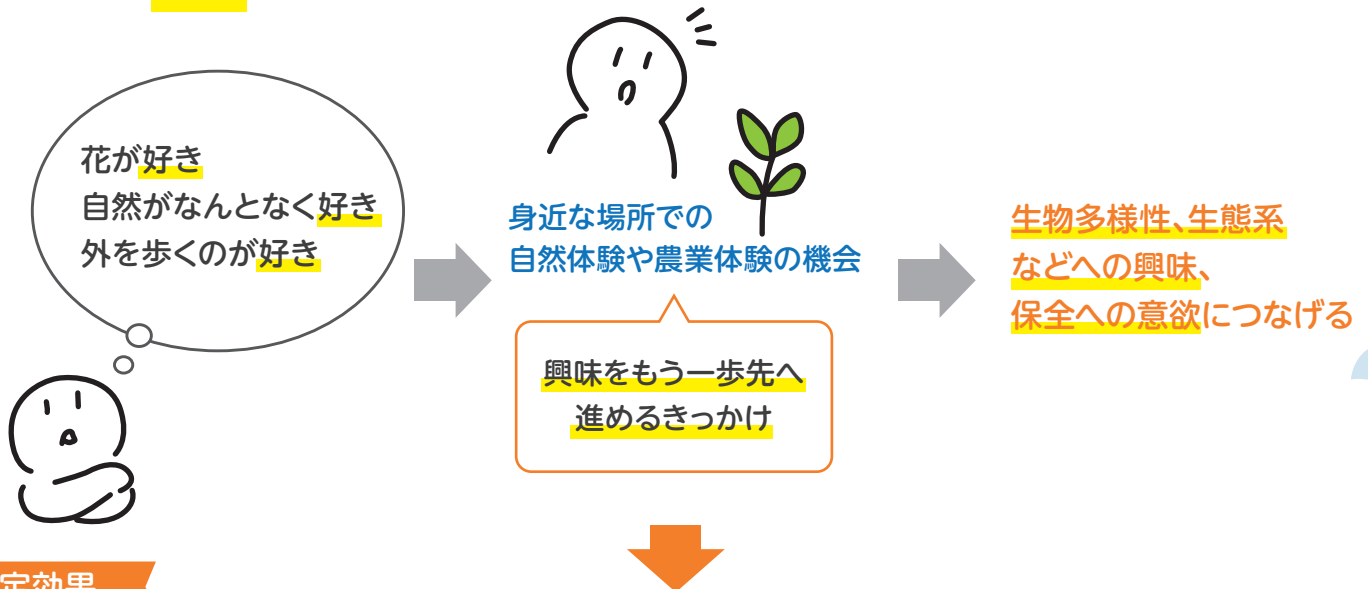 花が好き
自然がなんとなく好き
外を歩くのが好き
身近な場所での
自然体験や農業体験の機会
興味をもう一歩先へ
進めるきっかけ
生物多様性、生態系
などへの興味、
保全への意欲につなげる
定効果